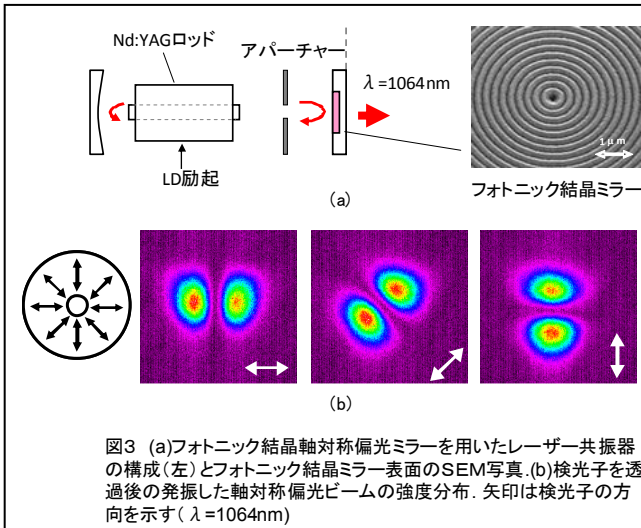 (a)
Nd:YAGロッド
アパーチャー
λ=1064nm
1μm
LD励起
フォトニック結晶ミラー
(a)
(b)
図3 (a)フォトニック結晶軸対称偏光ミラーを用いたレーザー共振器
の構成(左)とフォトニック結晶ミラー表面のSEM写真.(b)検光子を透
過後の発振した軸対称偏光ビームの強度分布. 矢印は検光子の方
向を示す(λ=1064nm)